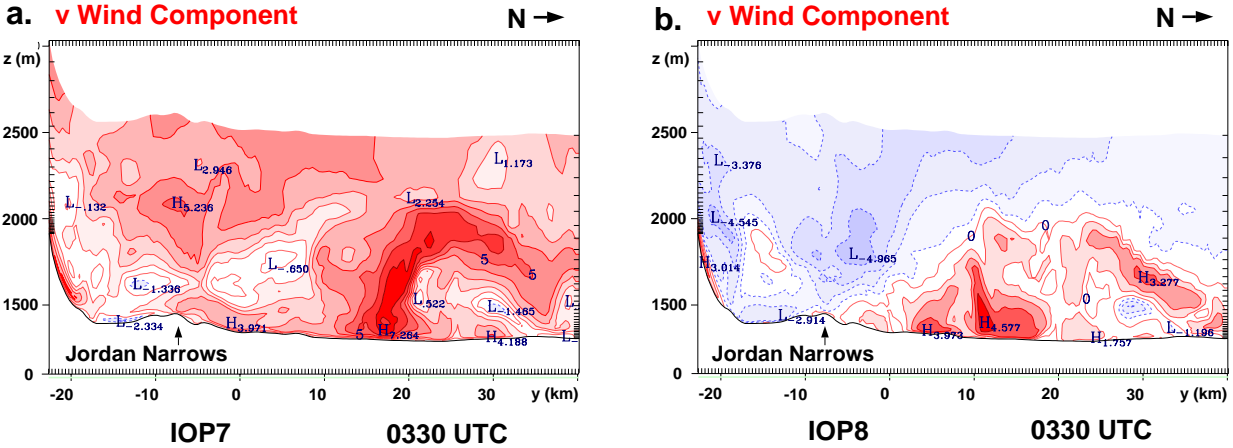 a. v Wind Component N
z (m)
2500
2000
1500
0
L2.946
L1.173
L-.132
H5.236
L2.254
L-.650
5
5
L-1.336
L.522
L-1.465
L
L-2.334
H3.971
5
H7.264
H4.188
L
Jordan Narrows
-20 -10 0 10 20 30 y (km)
IOP7 0330 UTC
b. v Wind Component N
z (m)
2500
2000
1500
0
L-3.376
L-4.545
0
0
H3.014
L-4.965
H3.277
0
L-2.914
H3.973
H4.577
H1.757
L-1.196
Jordan Narrows
-20 -10 0 10 20 30 y (km)
IOP8 0330 UTC